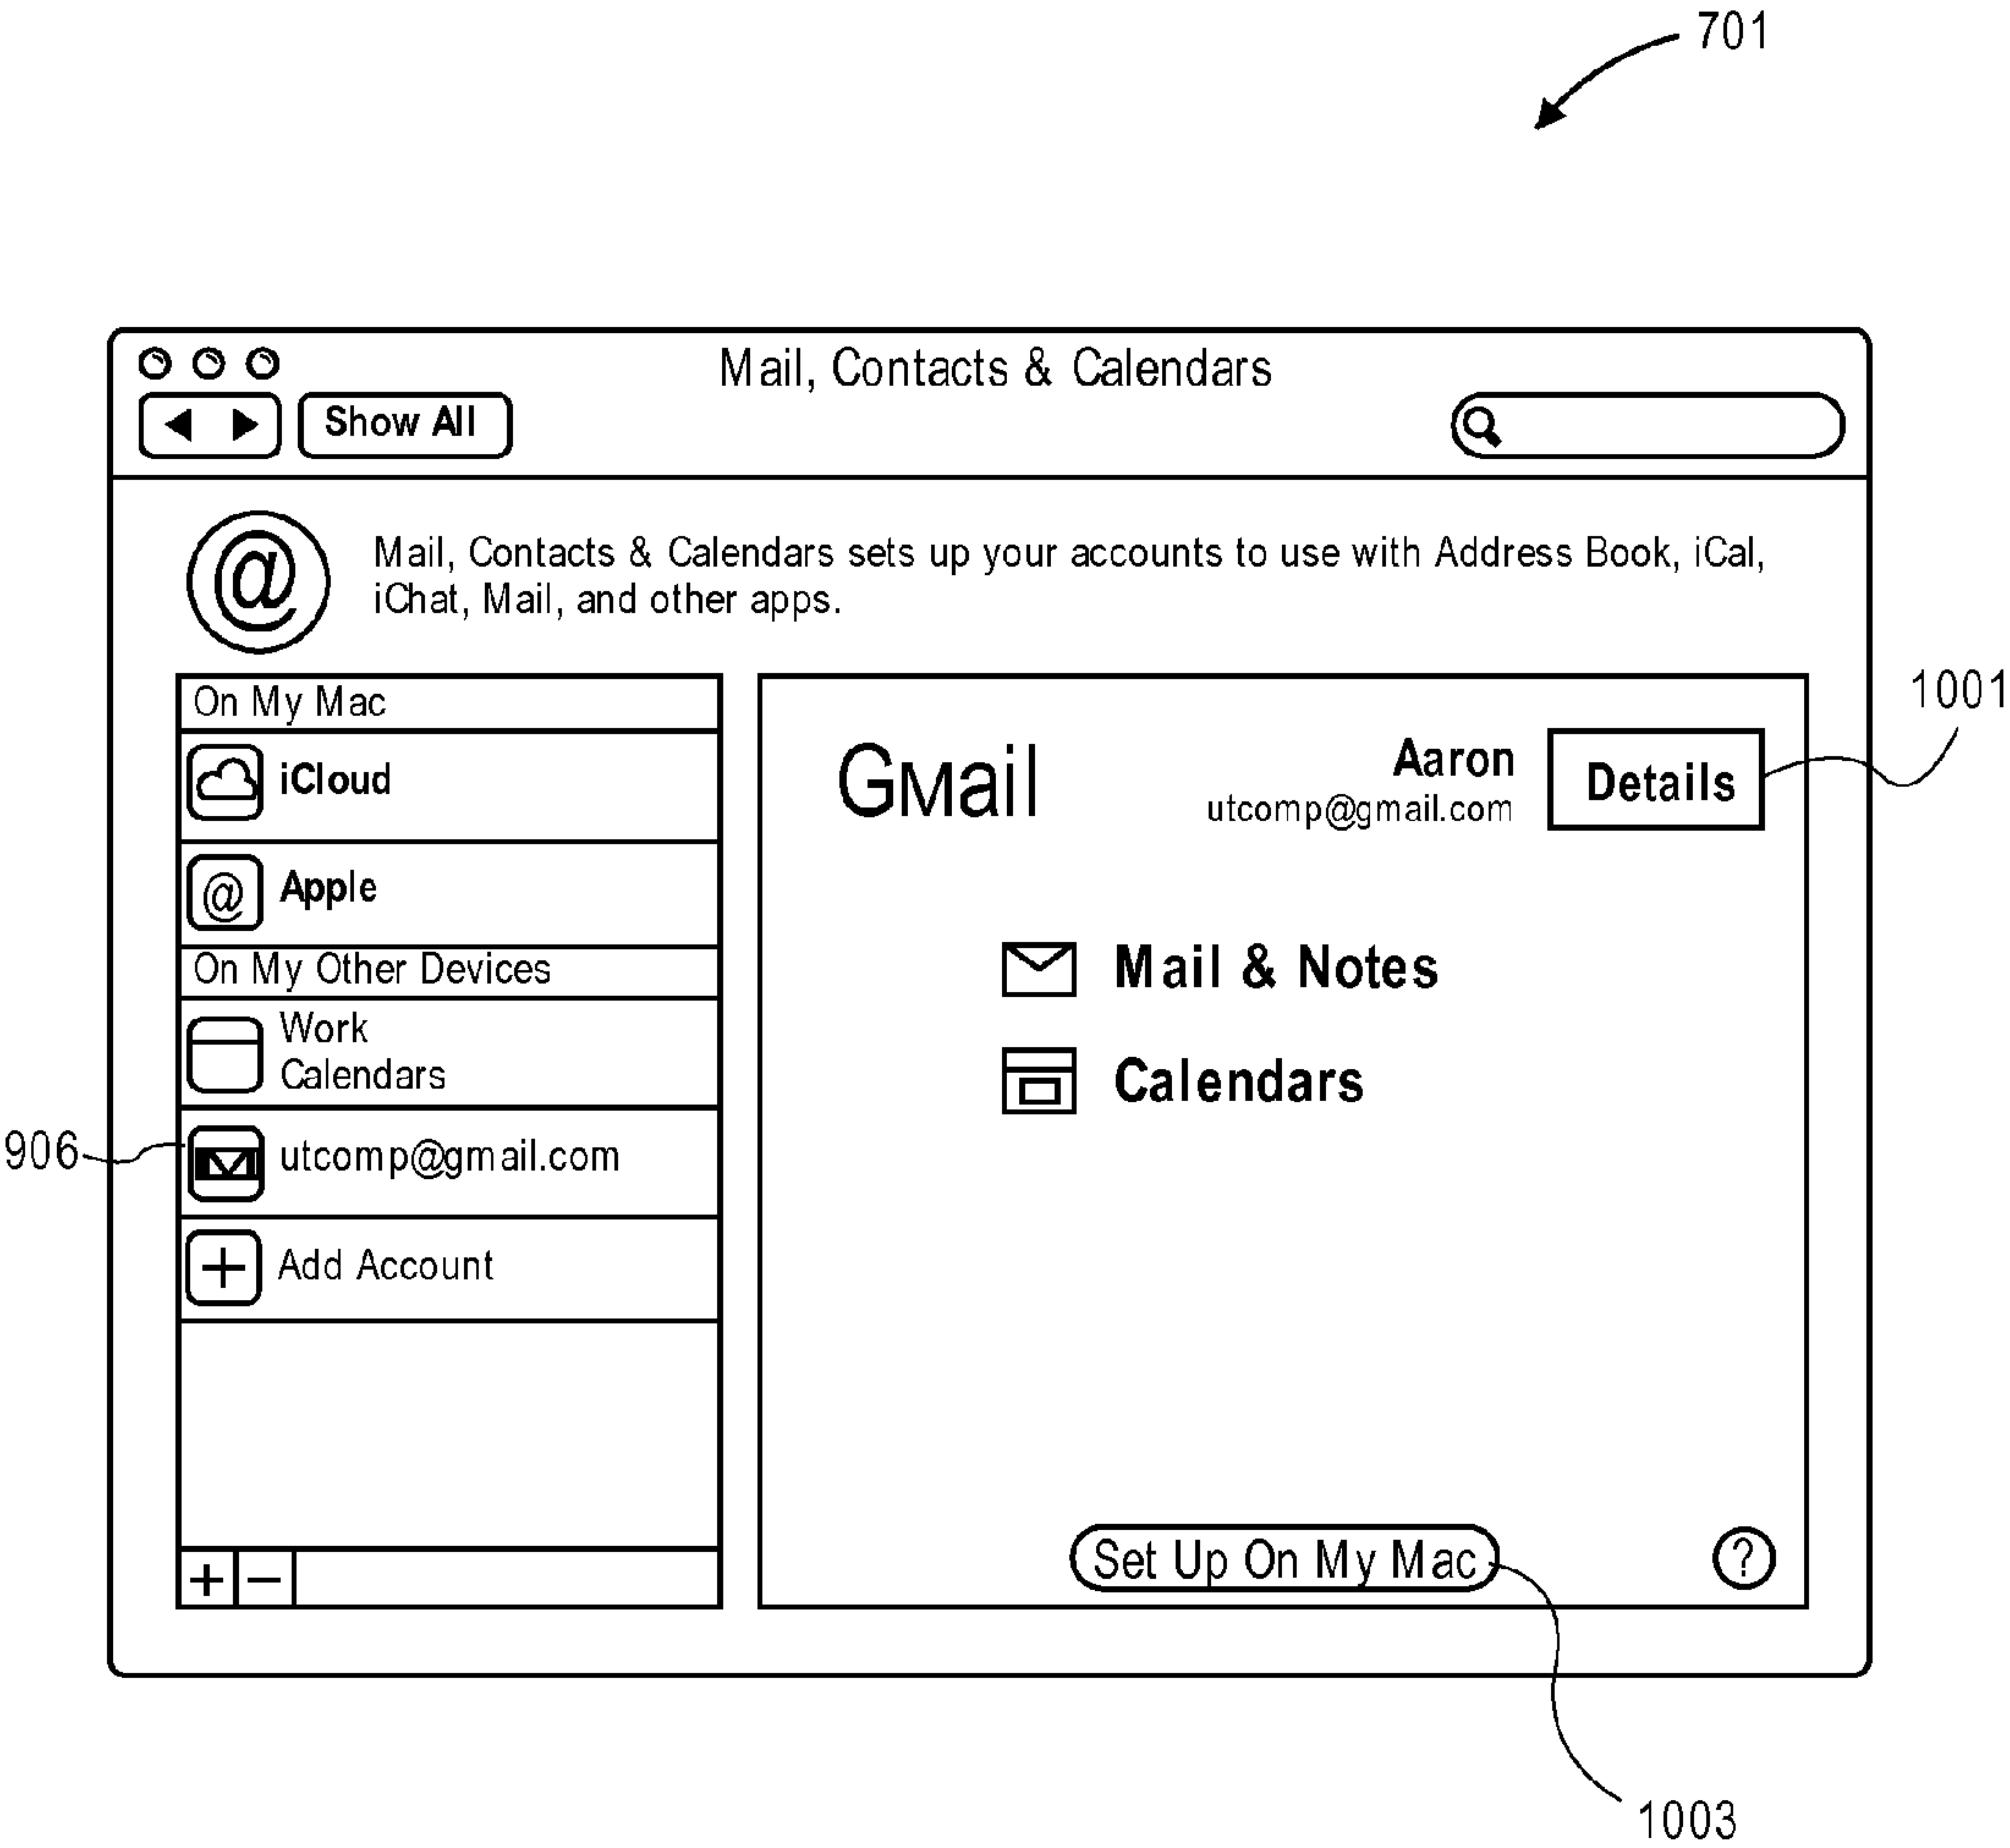 701
Mail, Contacts & Calendars
Show All
@
Mail, Contacts & Calendars sets up your accounts to use with Address Book, iCal,
iChat, Mail, and other apps.
On My Mac
iCloud
@ Apple
On My Other Devices
Work
Calendars
906
utcomp@gmail.com
+ Add Account
+ −
GMail
Aaron
utcomp@gmail.com
Details
1001
Mail & Notes
Calendars
Set Up On My Mac
?
1003